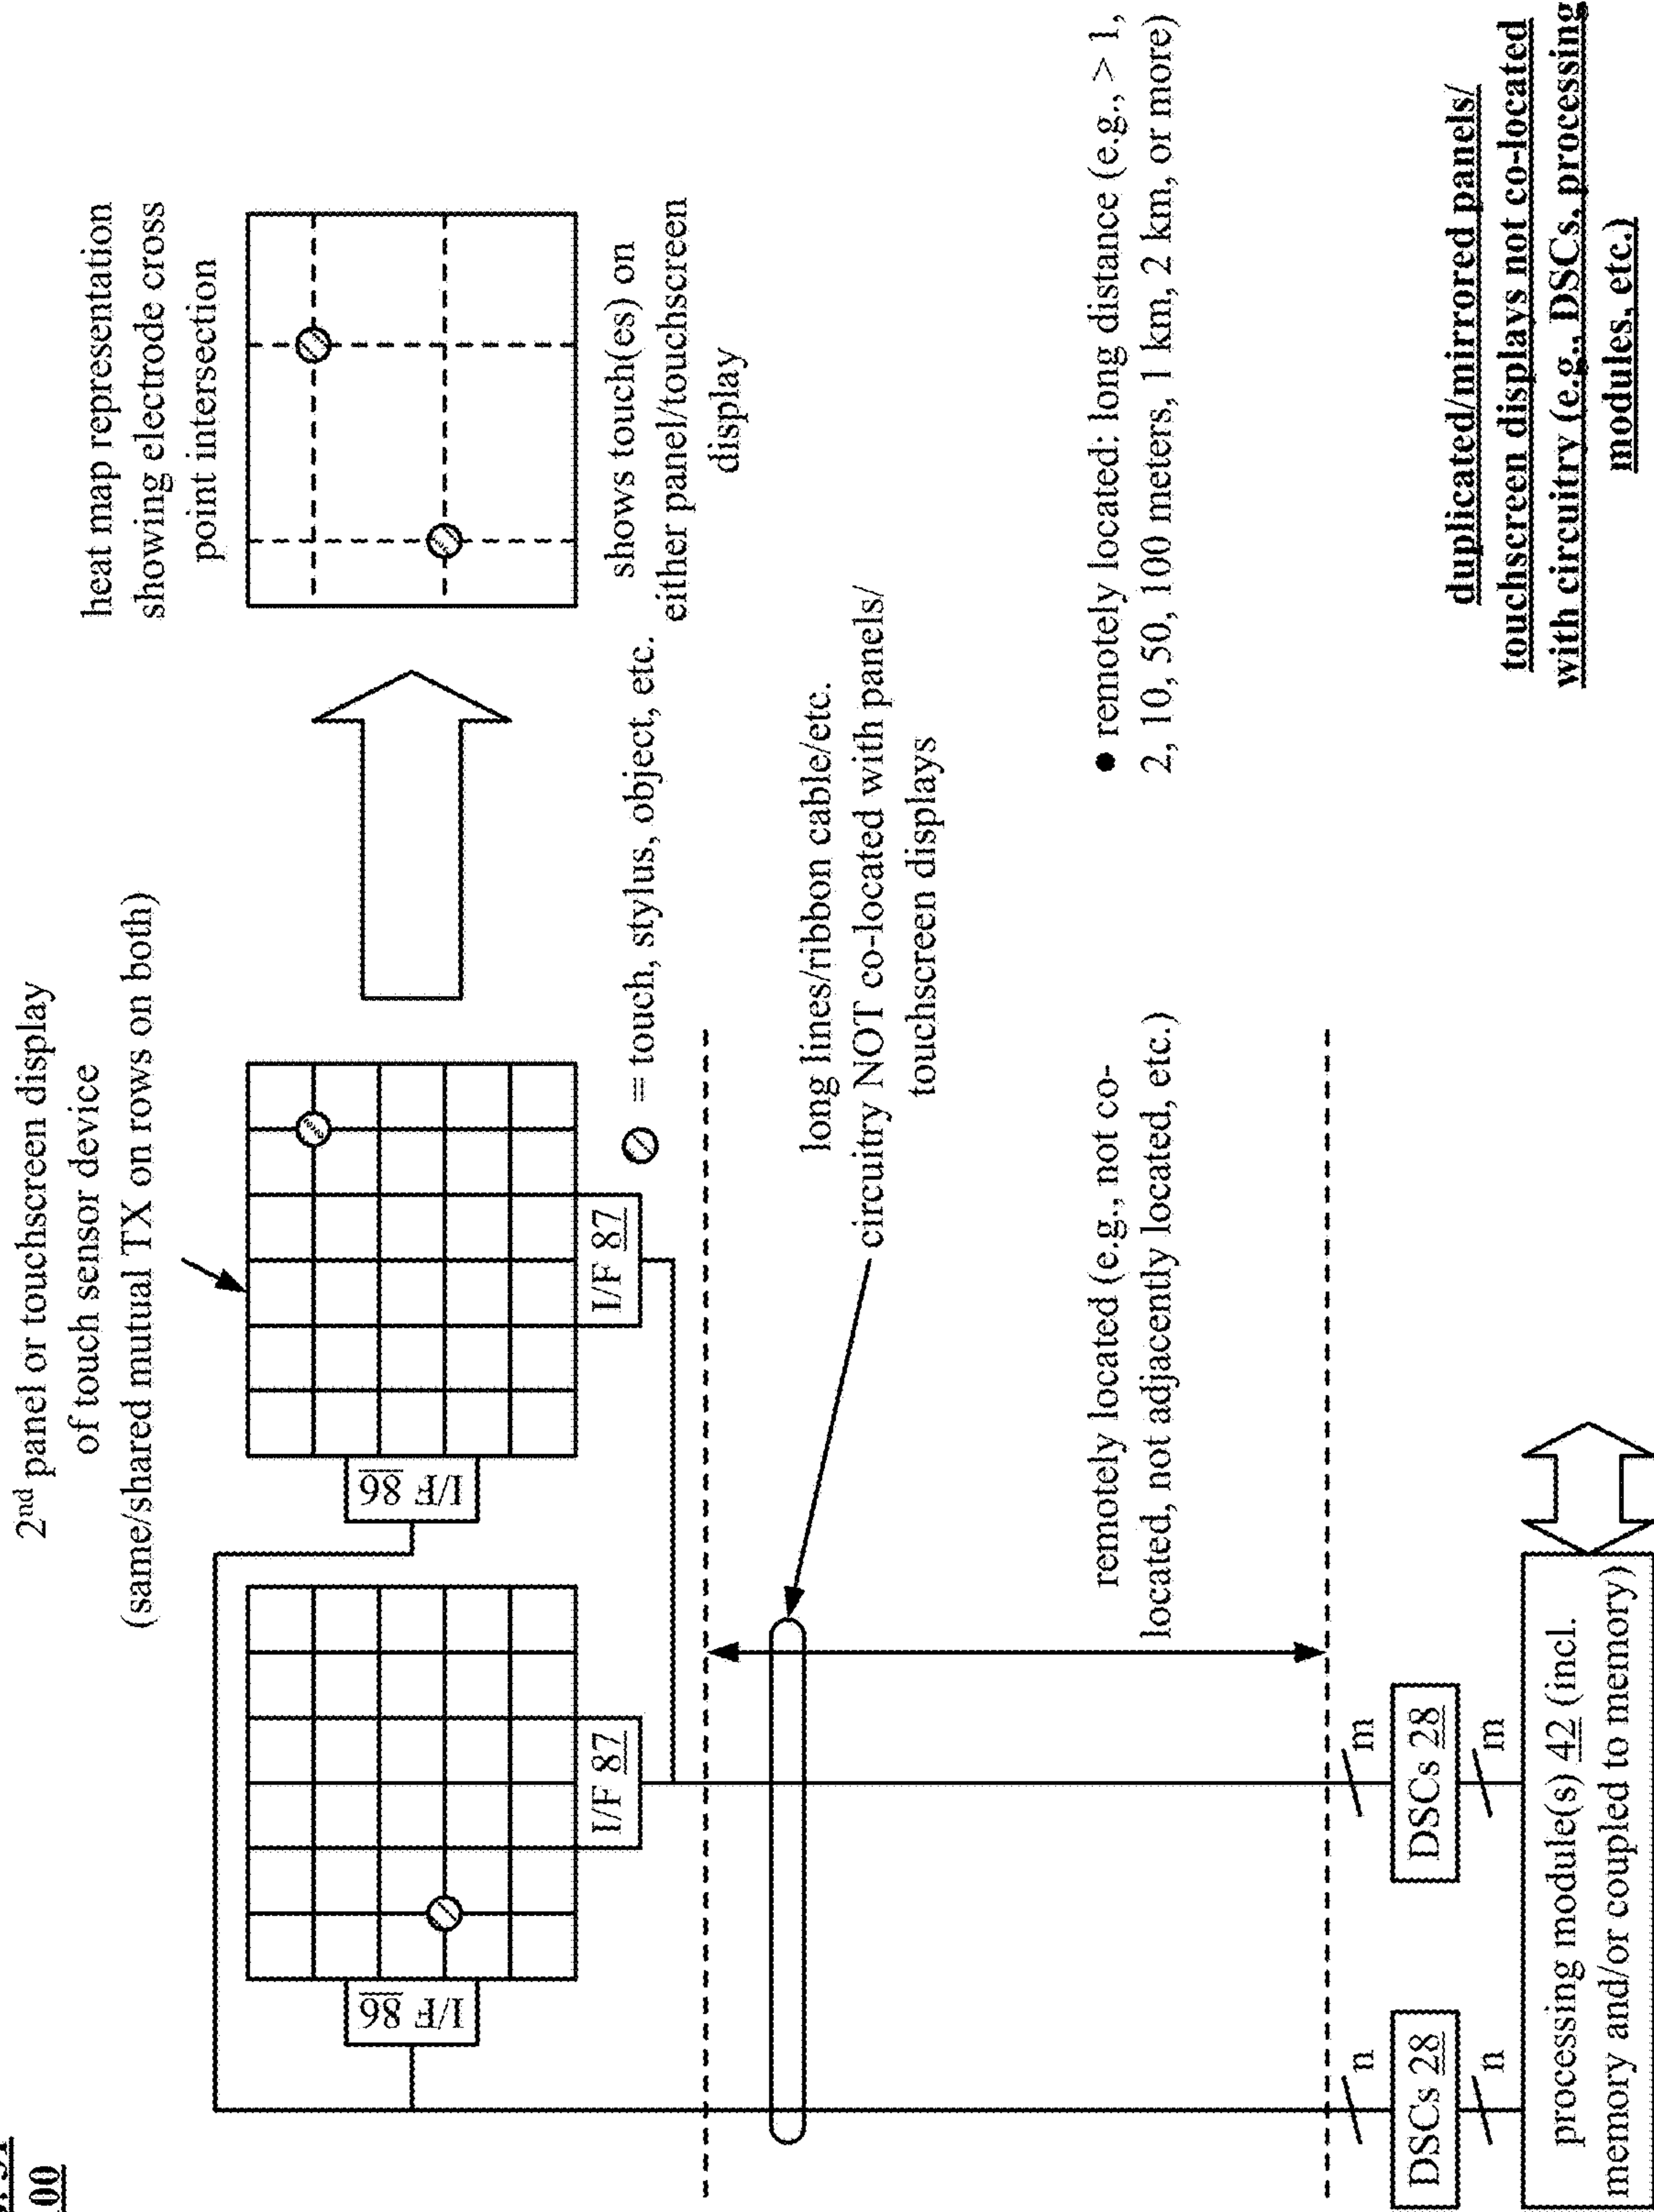 2nd panel or touchscreen display
of touch sensor device
(same/shared mutual TX on rows on both)
heat map representation
showing electrode cross
point intersection
I/F 86
I/F 87
I/F 86
I/F 87
= touch, stylus, object, etc.
shows touch(es) on
either panel/touchscreen
display
long lines/ribbon cable/etc.
circuitry NOT co-located with panels/
touchscreen displays
remotely located (e.g., not co-
located, not adjacently located, etc.)
● remotely located: long distance (e.g., > 1,
2, 10, 50, 100 meters, 1 km, 2 km, or more)
n
m
DSCs 28
DSCs 28
n
m
processing module(s) 42 (incl.
memory and/or coupled to memory)
duplicated/mirrored panels/
touchscreen displays not co-located
with circuitry (e.g., DSCs, processing
modules, etc.)